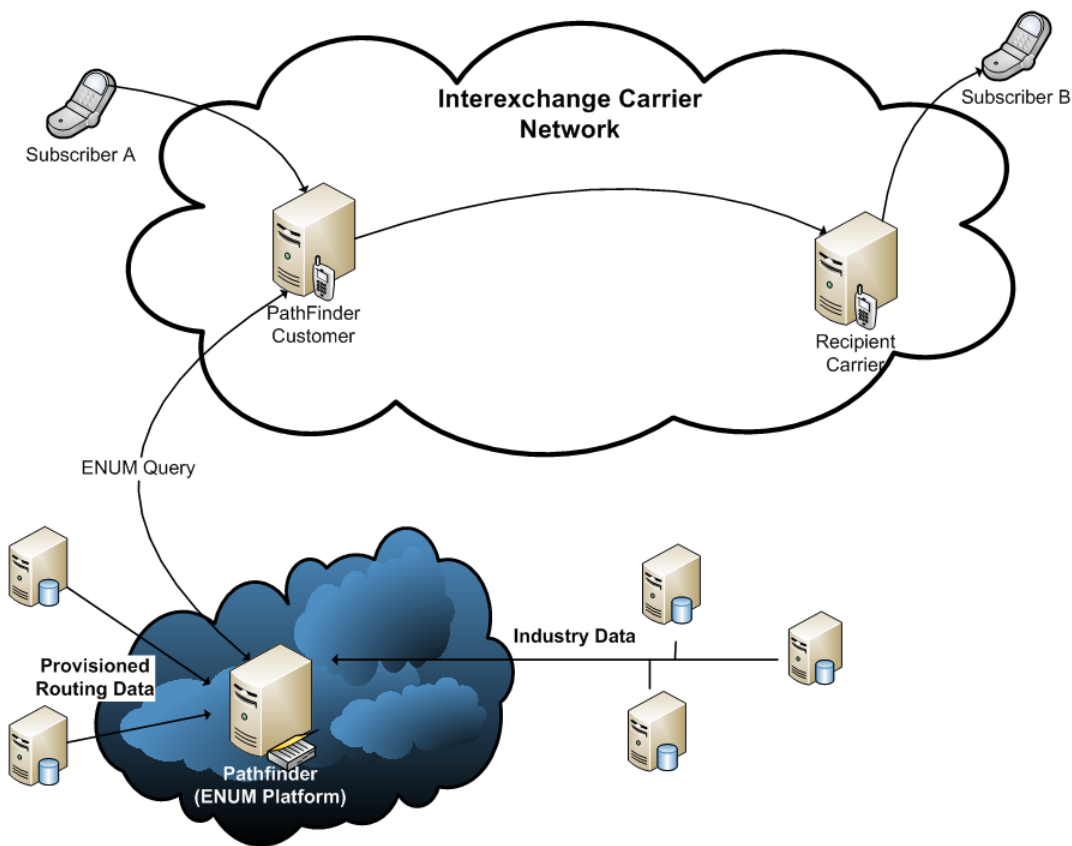 Interexchange Carrier
Network
Subscriber A
Subscriber B
PathFinder
Customer
Recipient
Carrier
ENUM Query
Industry Data
Provisioned
Routing Data
Pathfinder
(ENUM Platform)